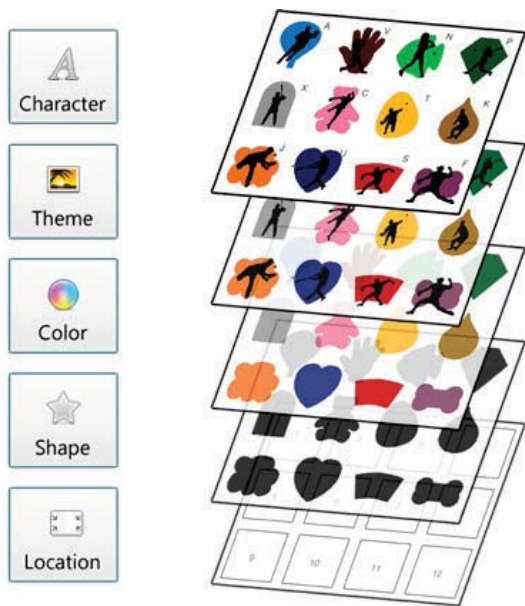 Character
Theme
Color
Shape
Location
A V N P
X C T K
J U S F
9 10 11 12